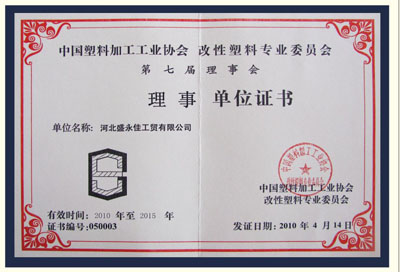 中国塑料加工工业协会 改性塑料专业委员会
第七届理事会
理事单位证书
单位名称：河北盛永佳工贸有限公司
有效时间：2010 年至 2015 年
证书编号：050003
中国塑料加工工业协会
改性塑料专业委员会
发证日期：2010 年 4 月 14 日